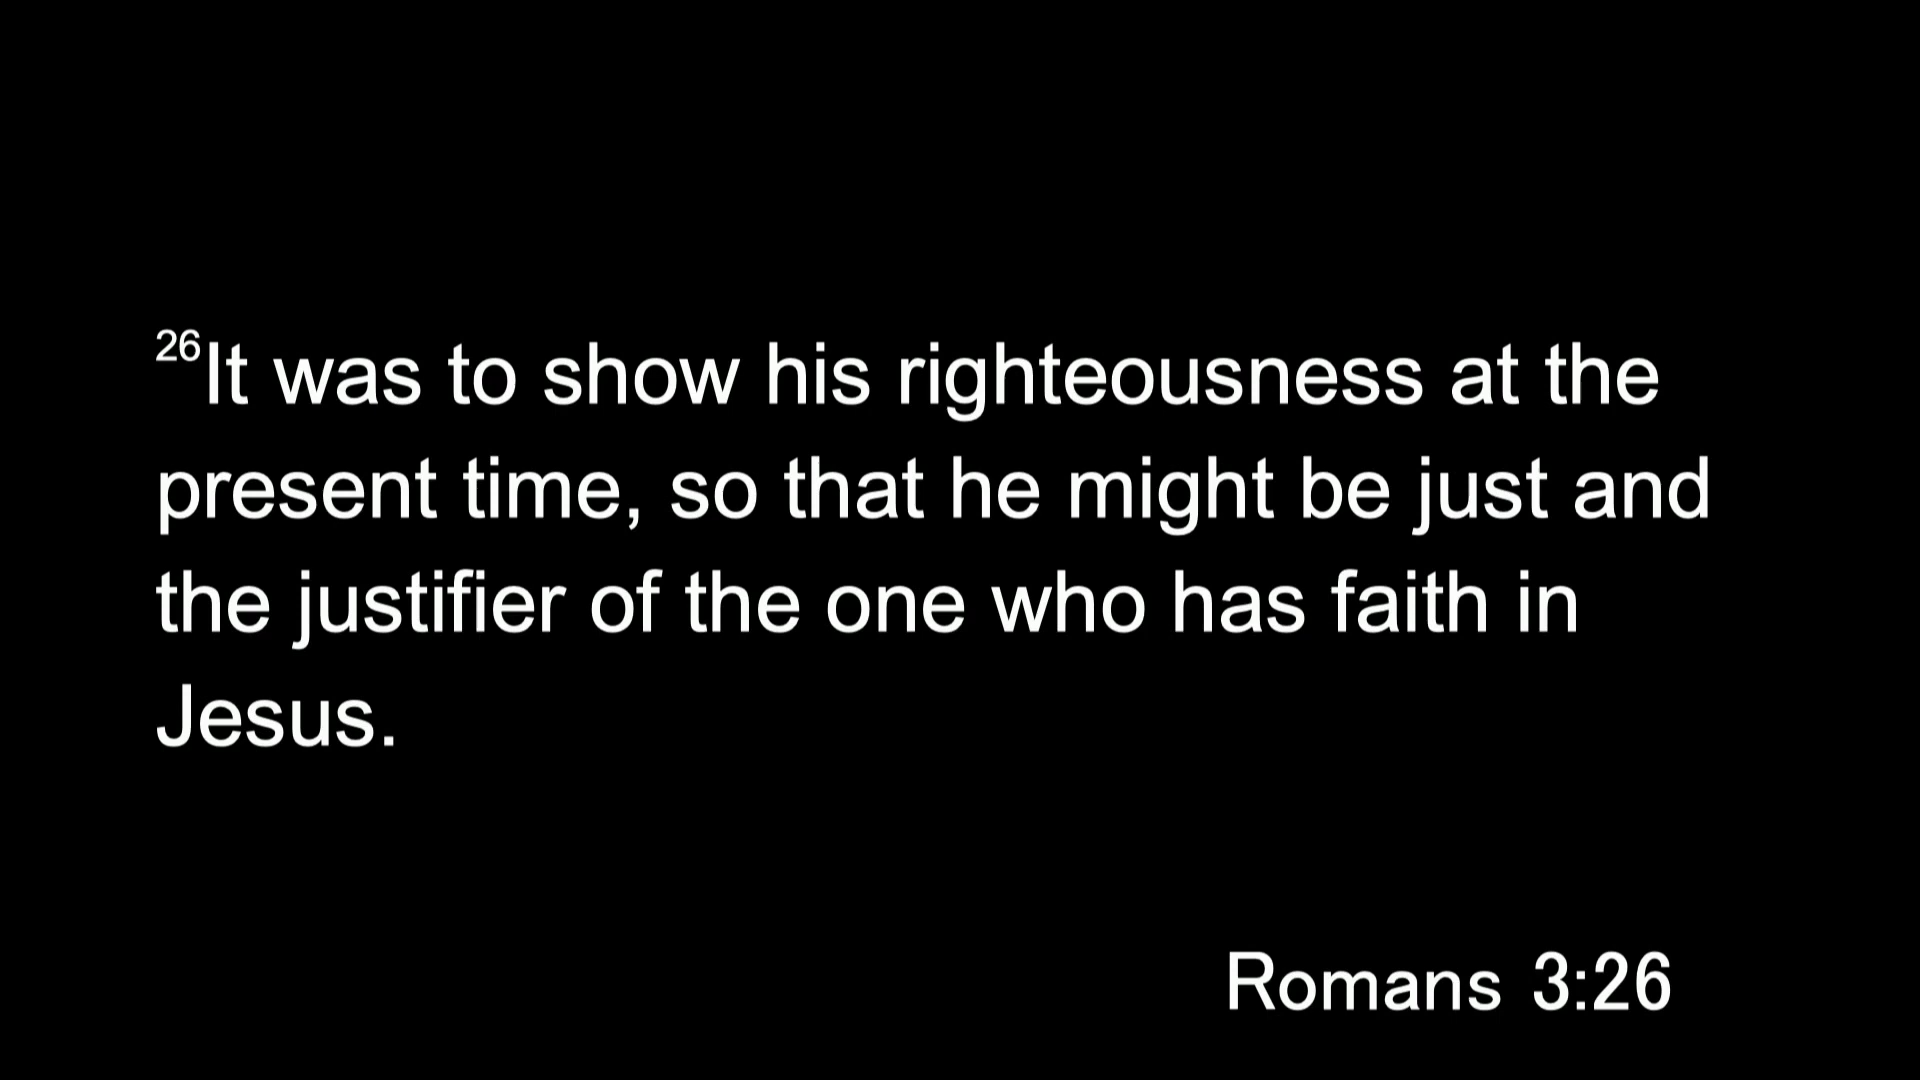 26It was to show his righteousness at the
present time, so that he might be just and
the justifier of the one who has faith in
Jesus.
Romans 3:26